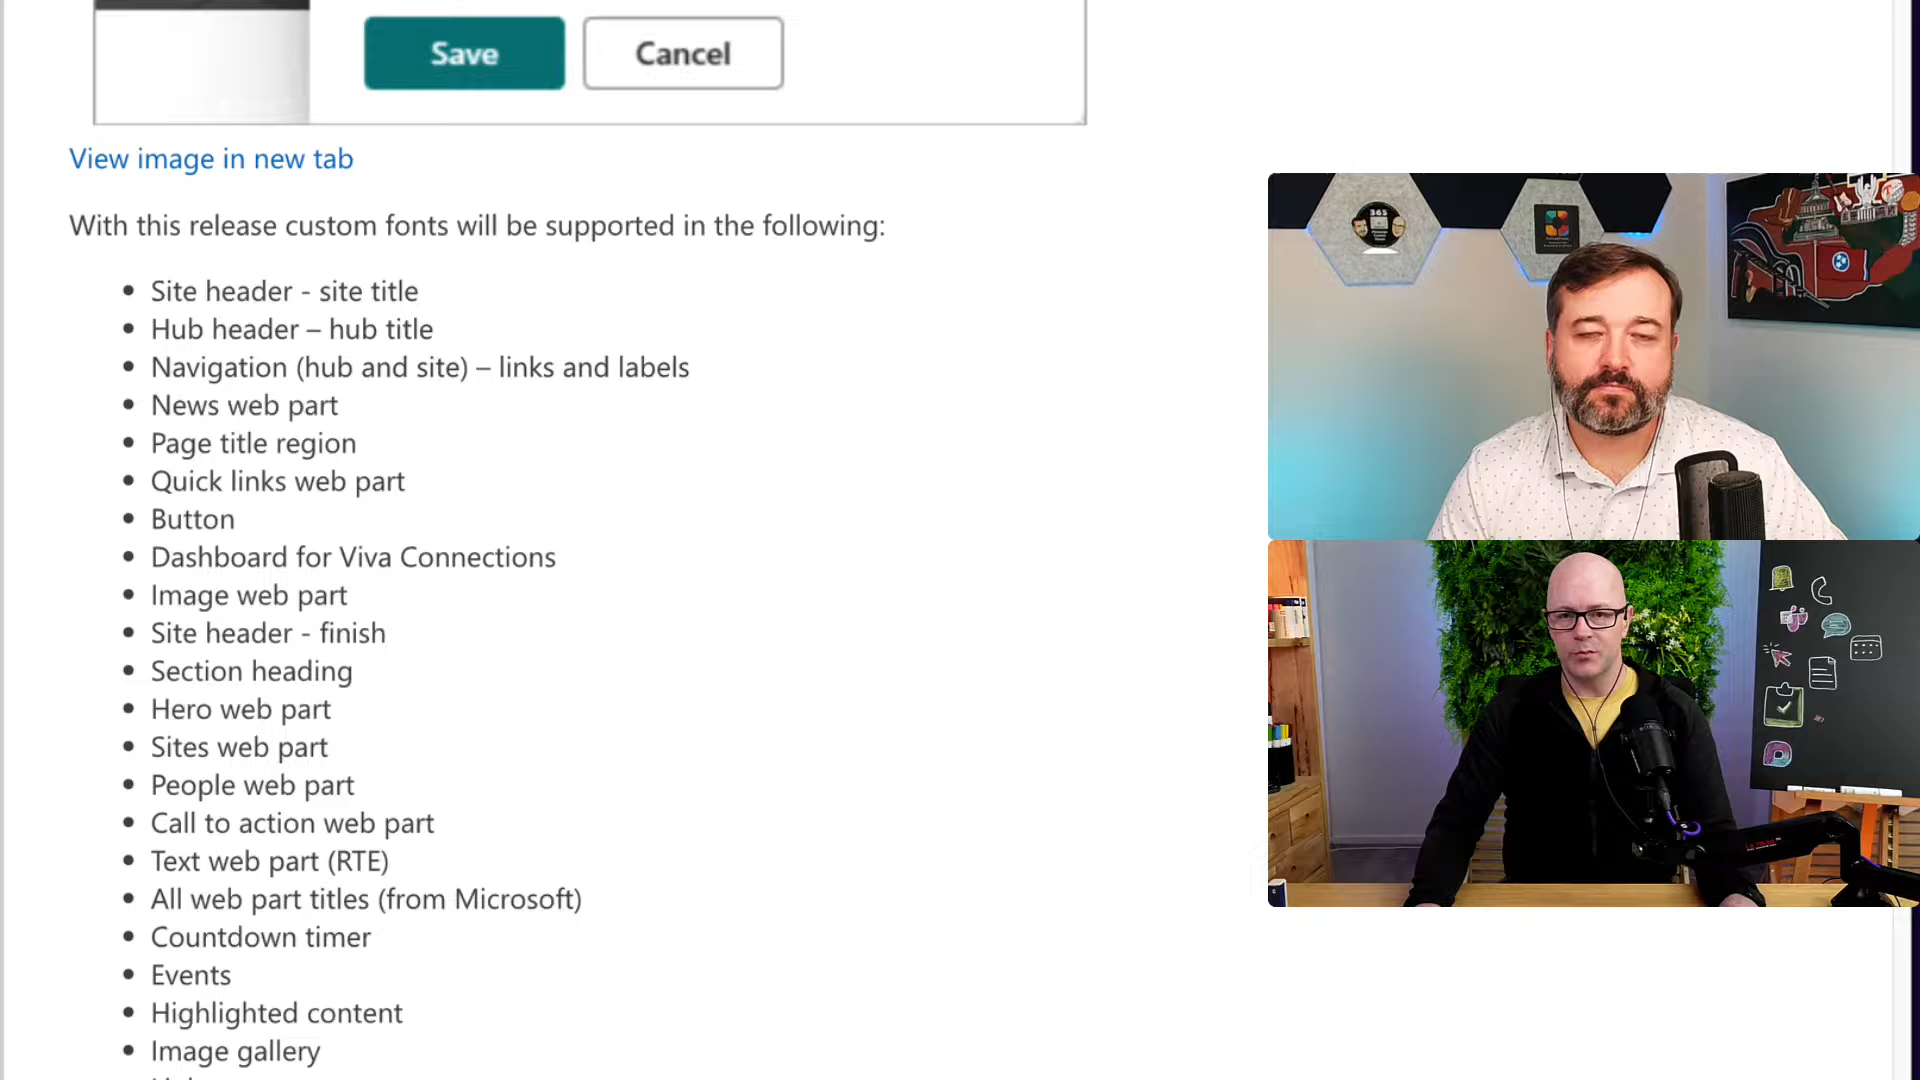 Save
Cancel
View image in new tab
With this release custom fonts will be supported in the following:
Site header - site title
Hub header – hub title
Navigation (hub and site) – links and labels
News web part
Page title region
Quick links web part
Button
Dashboard for Viva Connections
Image web part
Site header - finish
Section heading
Hero web part
Sites web part
People web part
Call to action web part
Text web part (RTE)
All web part titles (from Microsoft)
Countdown timer
Events
Highlighted content
Image gallery
365